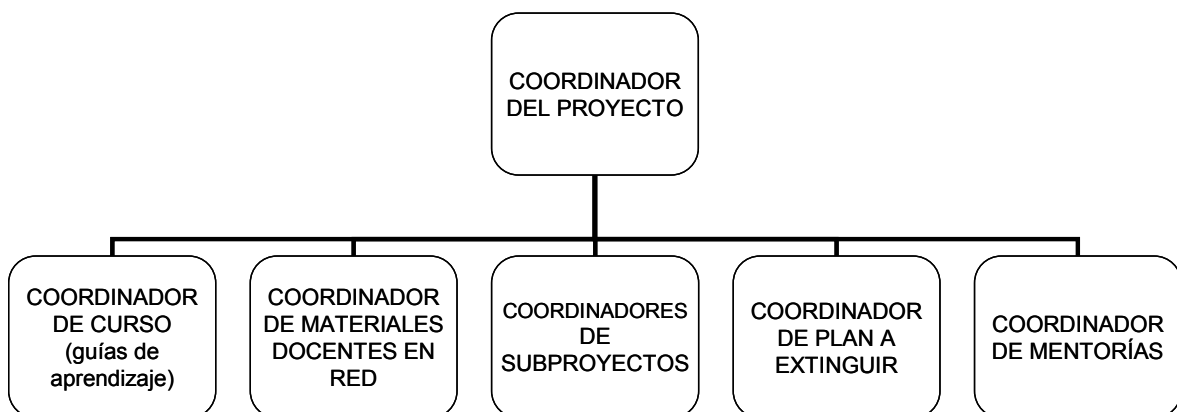 COORDINADOR
DEL PROYECTO
COORDINADOR
DE CURSO
(guías de
aprendizaje)
COORDINADOR
DE MATERIALES
DOCENTES EN
RED
COORDINADORES
DE
SUBPROYECTOS
COORDINADOR
DE PLAN A
EXTINGUIR
COORDINADOR
DE MENTORÍAS